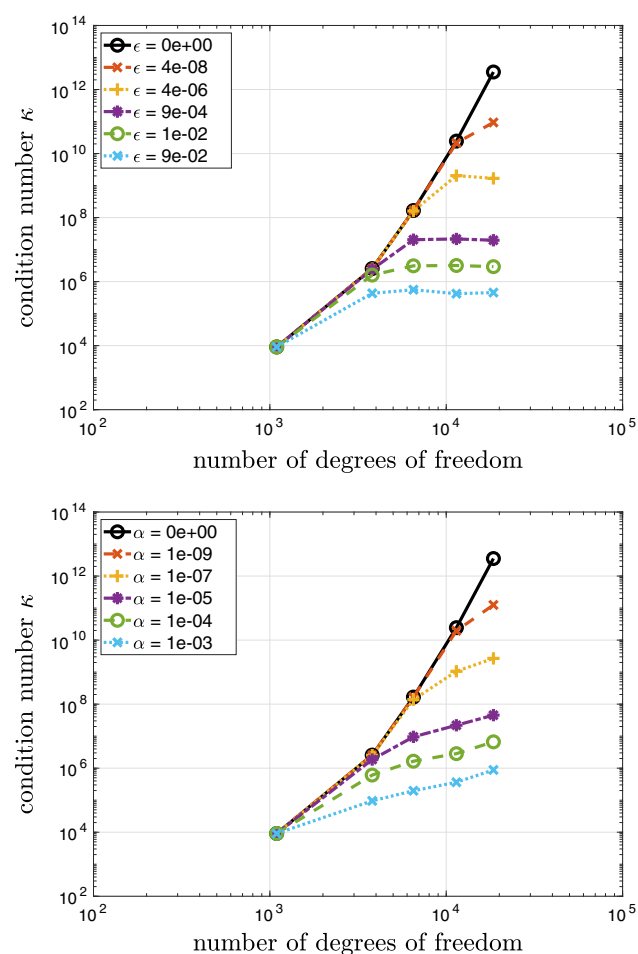 10^14
ϵ = 0e+00
ϵ = 4e-08
10^12
ϵ = 4e-06
ϵ = 9e-04
ϵ = 1e-02
10^10
ϵ = 9e-02
condition number κ
10^8
10^6
10^4
10^2
10^2 10^3 10^4 10^5
number of degrees of freedom
10^14
α = 0e+00
α = 1e-09
10^12
α = 1e-07
α = 1e-05
α = 1e-04
10^10
α = 1e-03
condition number κ
10^8
10^6
10^4
10^2
10^2 10^3 10^4 10^5
number of degrees of freedom